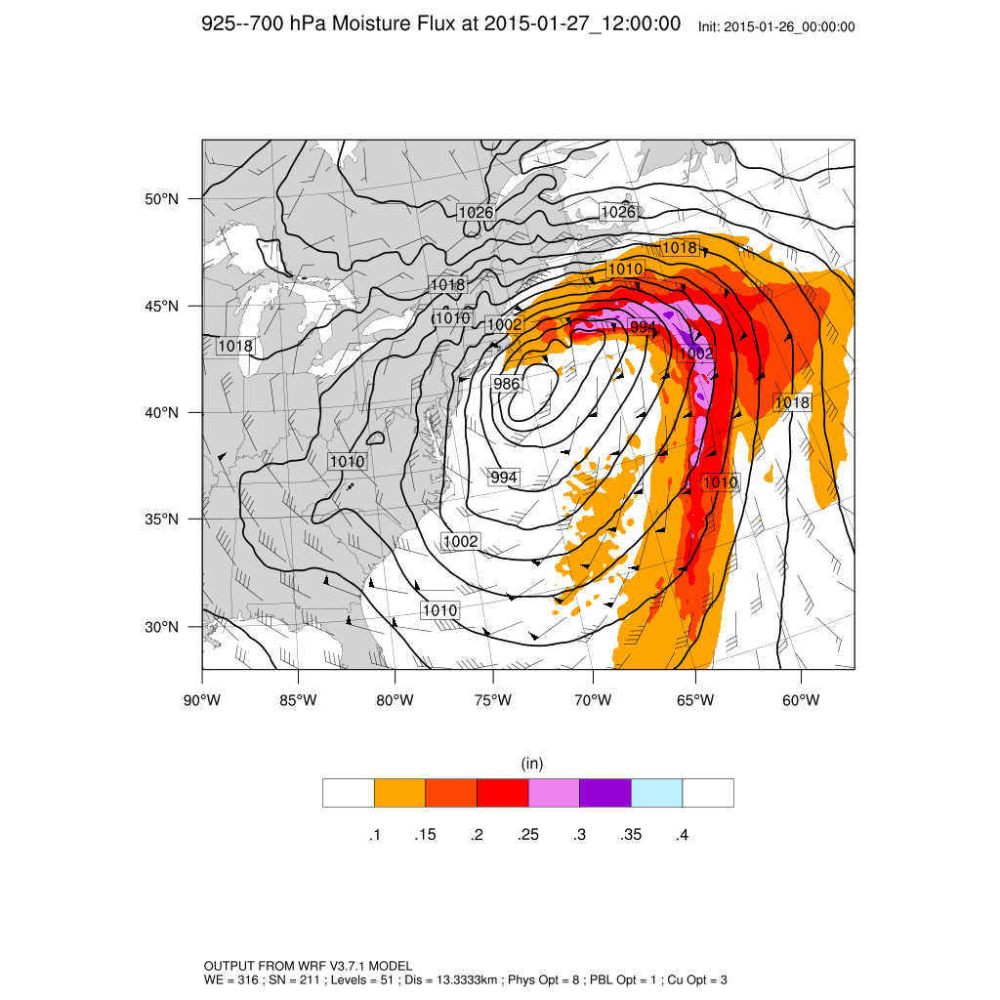 925--700 hPa Moisture Flux at 2015-01-27_12:00:00 Init: 2015-01-26_00:00:00
1026 1026
50°N
1018
1010
1018
45°N
1010 1002 994
1018 1002
986
1018
40°N
1010
994 1010
35°N
1002
1010
30°N
90°W 85°W 80°W 75°W 70°W 65°W 60°W
(in)
.1 .15 .2 .25 .3 .35 .4
OUTPUT FROM WRF V3.7.1 MODEL
WE = 316 ; SN = 211 ; Levels = 51 ; Dis = 13.3333km ; Phys Opt = 8 ; PBL Opt = 1 ; Cu Opt = 3